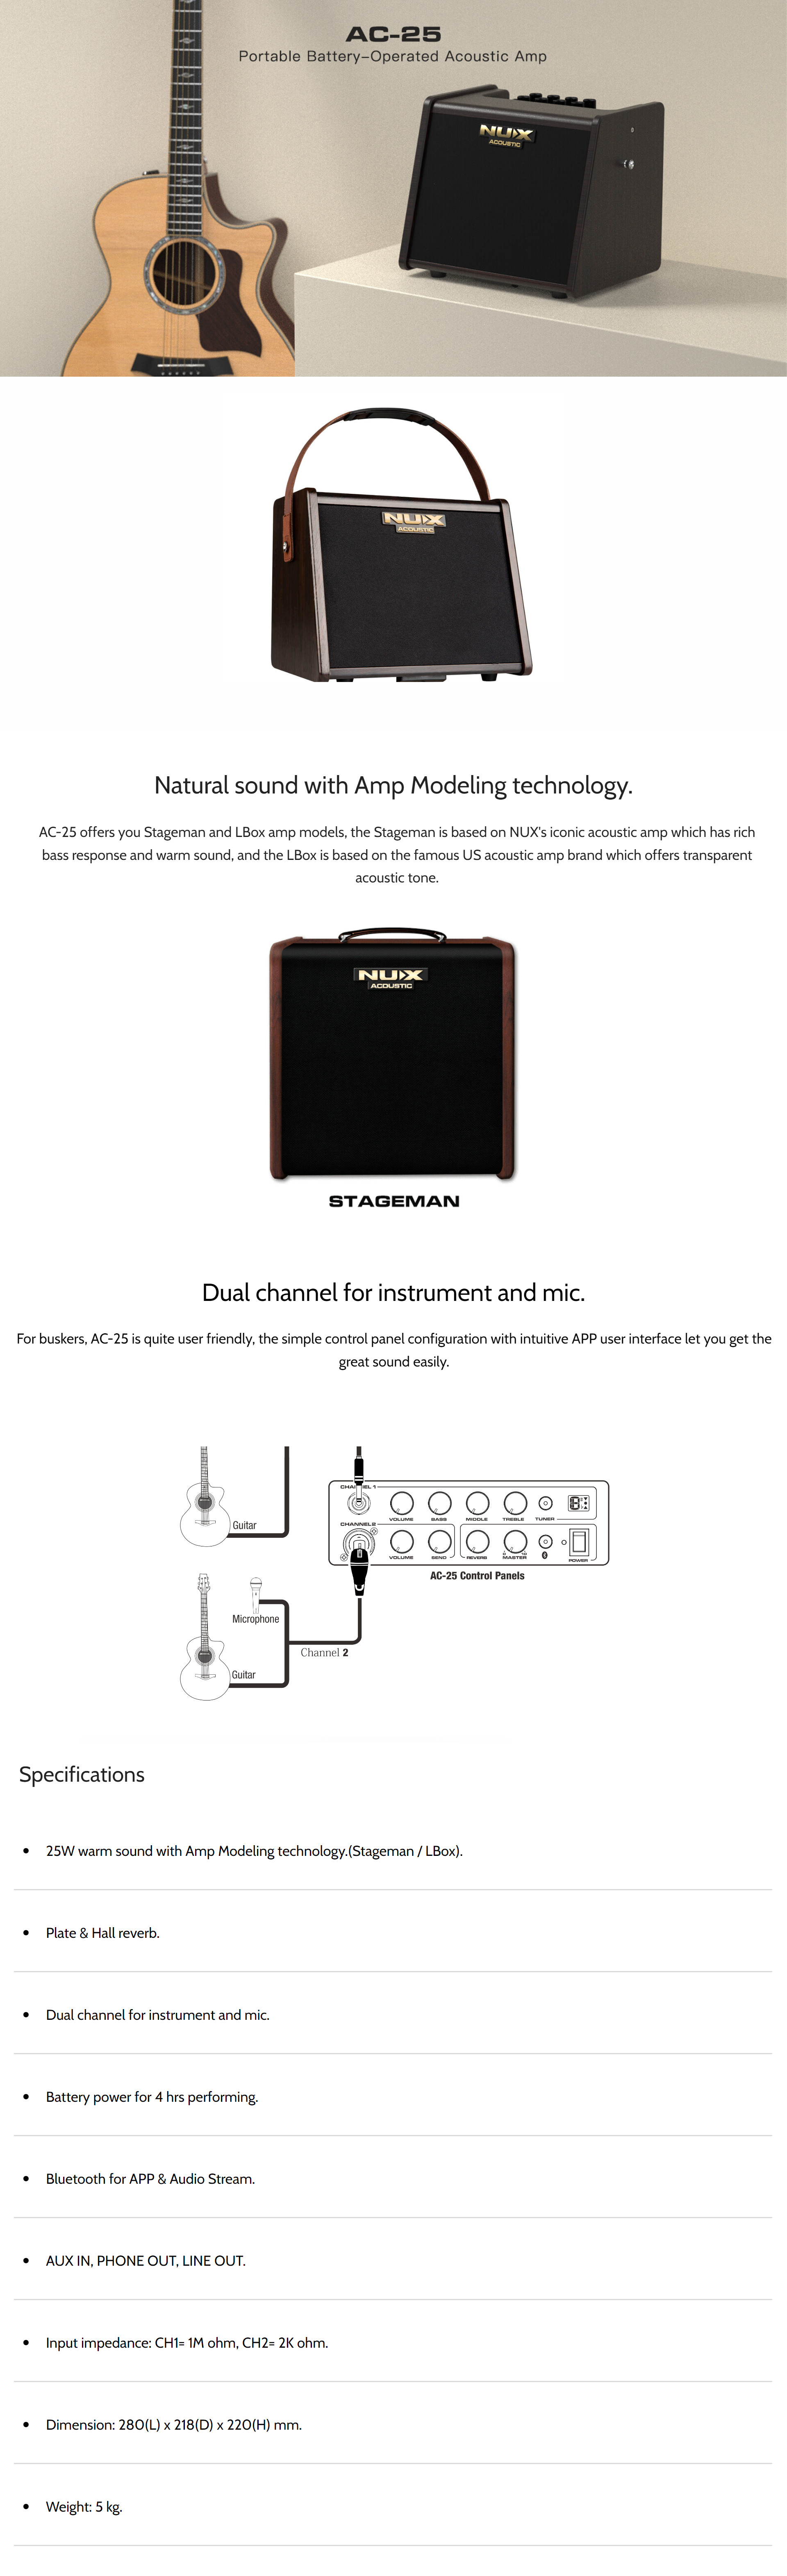 AC-25
Portable Battery-Operated Acoustic Amp
NUX
ACOUSTIC
NUX
ACOUSTIC
Natural sound with Amp Modeling technology.
AC-25 offers you Stageman and LBox amp models, the Stageman is based on NUX's iconic acoustic amp which has rich
bass response and warm sound, and the LBox is based on the famous US acoustic amp brand which offers transparent
acoustic tone.
NUX
ACOUSTIC
STAGEMAN
Dual channel for instrument and mic.
For buskers, AC-25 is quite user friendly, the simple control panel configuration with intuitive APP user interface let you get the
great sound easily.
CHANNEL 1
VOLUME BASS MIDDLE TREBLE TUNER
Guitar
CHANNEL2
VOLUME SEND REVERB MASTER POWER
AC-25 Control Panels
Microphone
Channel 2
Guitar
Specifications
• 25W warm sound with Amp Modeling technology.(Stageman / LBox).
• Plate & Hall reverb.
• Dual channel for instrument and mic.
• Battery power for 4 hrs performing.
• Bluetooth for APP & Audio Stream.
• AUX IN, PHONE OUT, LINE OUT.
• Input impedance: CH1= 1M ohm, CH2= 2K ohm.
• Dimension: 280(L) x 218(D) x 220(H) mm.
• Weight: 5 kg.